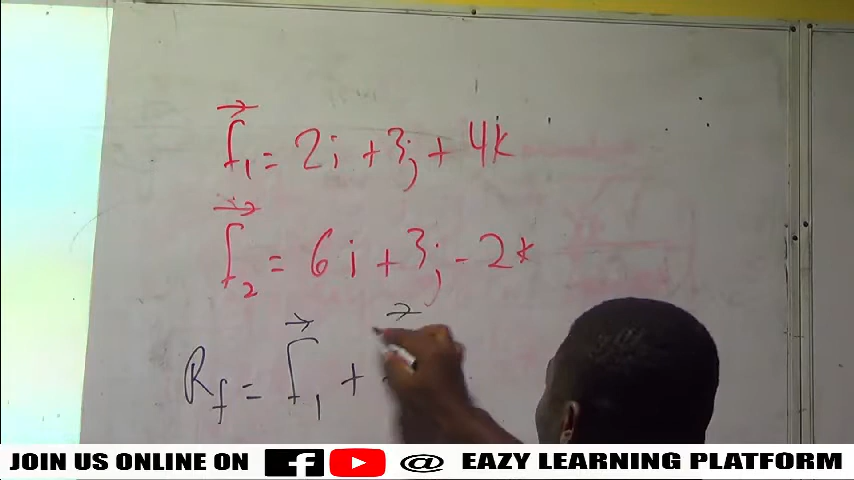 f₁ = 2i + 3j + 4k
f₂ = 6i + 3j - 2k
R_f = f₁ +
JOIN US ONLINE ON f @ EAZY LEARNING PLATFORM